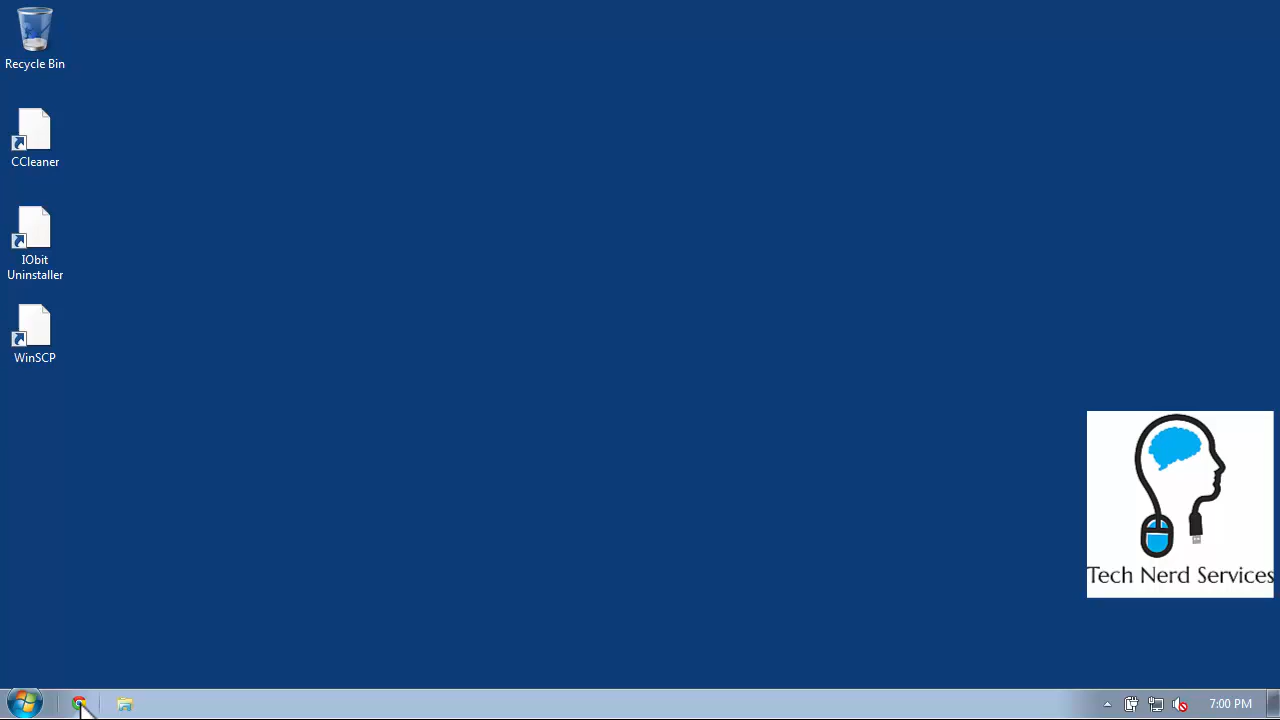 Recycle Bin
CCleaner
IObit
Uninstaller
WinSCP
Tech Nerd Services
7:00 PM